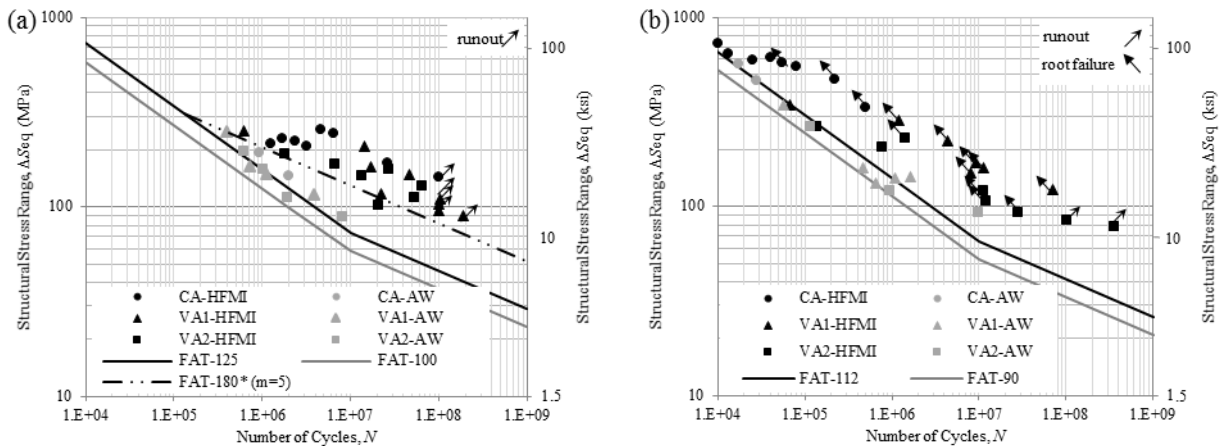 (a)
1000
100
10
Structural Stress Range, ΔSeq (MPa)
runout
100
10
1.5
Structural Stress Range, ΔSeq (ksi)
CA-HFMI
CA-AW
VA1-HFMI
VA1-AW
VA2-HFMI
VA2-AW
FAT-125
FAT-100
FAT-180* (m=5)
1.E+04 1.E+05 1.E+06 1.E+07 1.E+08 1.E+09
Number of Cycles, N
(b)
1000
100
10
Structural Stress Range, ΔSeq (MPa)
runout
root failure
100
10
1.5
Structural Stress Range, ΔSeq (ksi)
CA-HFMI
CA-AW
VA1-HFMI
VA1-AW
VA2-HFMI
VA2-AW
FAT-112
FAT-90
1.E+04 1.E+05 1.E+06 1.E+07 1.E+08 1.E+09
Number of Cycles, N